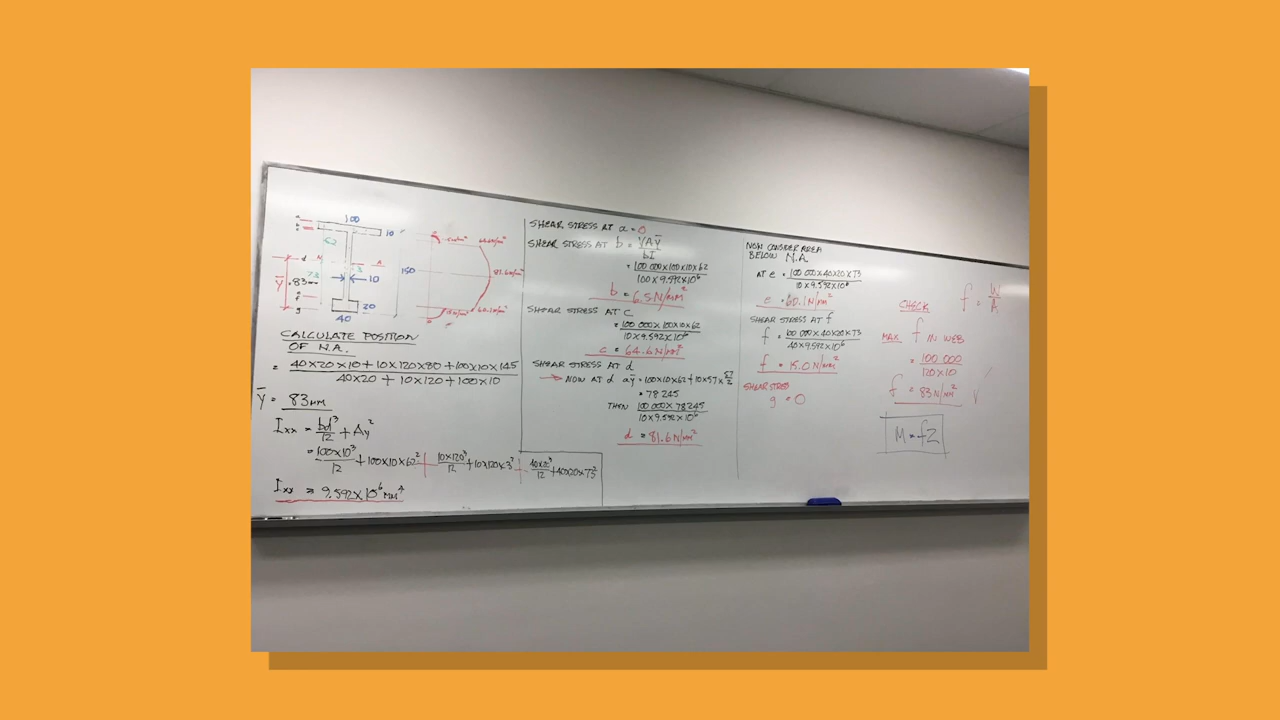 100
10
62
d
N
A
73
3
10
150
ȳ = 83mm
20
g
40
CALCULATE POSITION
OF N.A.
= 40×20×10 + 10×120×80 + 100×10×145
40×20 + 10×120 + 100×10
ȳ = 83mm
Ixx = bd³/12 + Ay²
= 100×10³/12 + 100×10×62² + 10×120³/12 + 10×120×3² +
Ixx = 9.592×10⁶ mm⁴
SHEAR STRESS AT a = 0
SHEAR STRESS AT b = VAȳ/bI
= 100 000×100×10×62
100×9.592×10⁶
b = 6.5 N/mm²
SHEAR STRESS AT C
= 100 000×100×10×62
10×9.592×10⁶
c = 64.6 N/mm²
SHEAR STRESS AT d
→ NOW AT d aȳ = 100×10×62 + 10×57×57/2
= 78 245
THEN 100 000×78 245
10×9.592×10⁶
d = 81.6 N/mm²
NOW CONSIDER AREA
BELOW N.A.
AT e = 100 000×40×20×73
10×9.592×10⁶
e = 60.1 N/mm²
SHEAR STRESS AT f
f = 100 000×40×20×73
40×9.592×10⁶
f = 15.0 N/mm²
SHEAR STRESS
g = 0
CHECK
f = W/A
MAX f IN WEB
= 100 000
120×10
f = 83 N/mm²
M = fZ